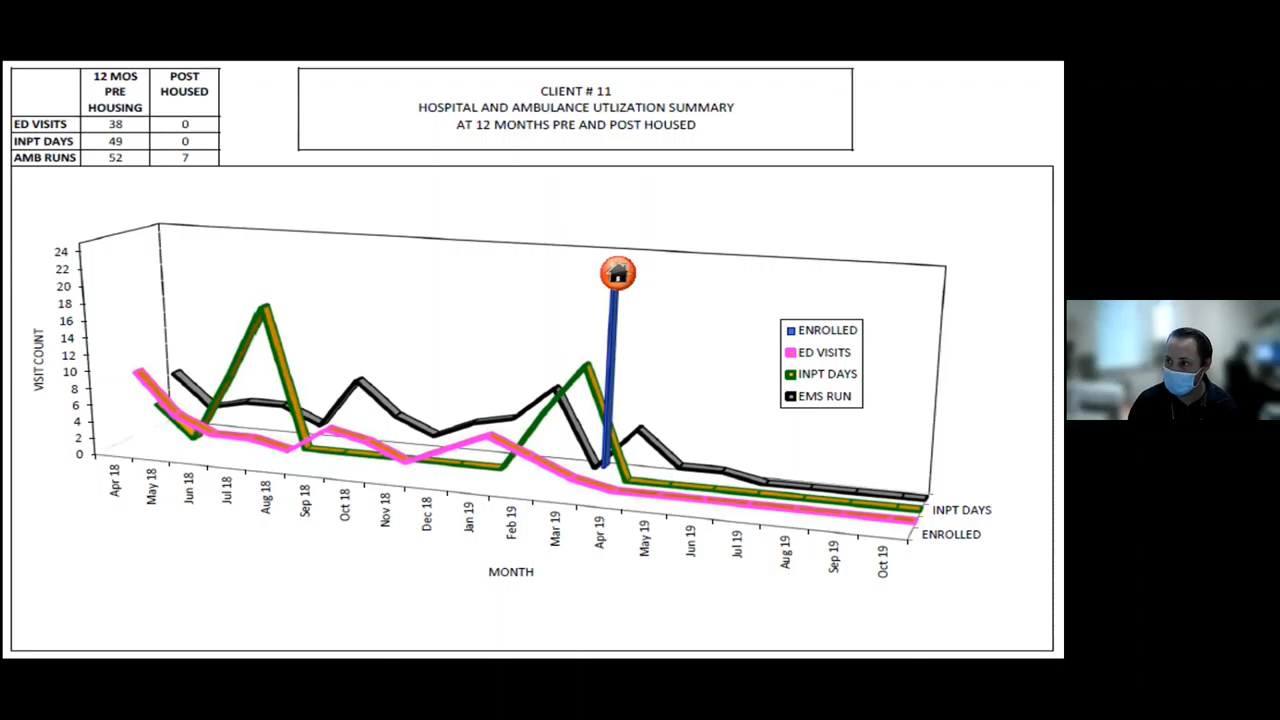 12 MOS PRE HOUSING POST HOUSED
ED VISITS 38 0
INPT DAYS 49 0
AMB RUNS 52 7
CLIENT # 11
HOSPITAL AND AMBULANCE UTLIZATION SUMMARY
AT 12 MONTHS PRE AND POST HOUSED
VISIT COUNT
24
22
20
18
16
14
12
10
8
6
4
2
0
ENROLLED
ED VISITS
INPT DAYS
EMS RUN
INPT DAYS
ENROLLED
Apr 18
May 18
Jun 18
Jul 18
Aug 18
Sep 18
Oct 18
Nov 18
Dec 18
Jan 19
Feb 19
Mar 19
Apr 19
May 19
Jun 19
Jul 19
Aug 19
Sep 19
Oct 19
MONTH